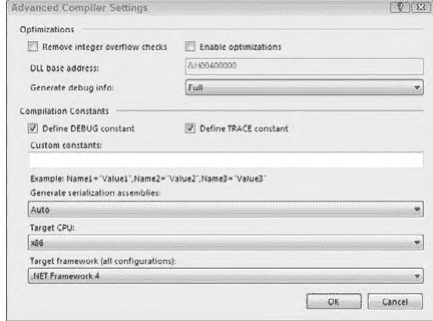 Advanced Compiler Settings
Optimizations
Remove integer overflow checks
Enable optimizations
DLL base address:
&H00400000
Generate debug info:
Full
Compilation Constants
Define DEBUG constant
Define TRACE constant
Custom constants:
Example: Name1="Value1",Name2="Value2",Name3="Value3"
Generate serialization assemblies:
Auto
Target CPU:
x86
Target framework (all configurations):
.NET Framework 4
OK
Cancel